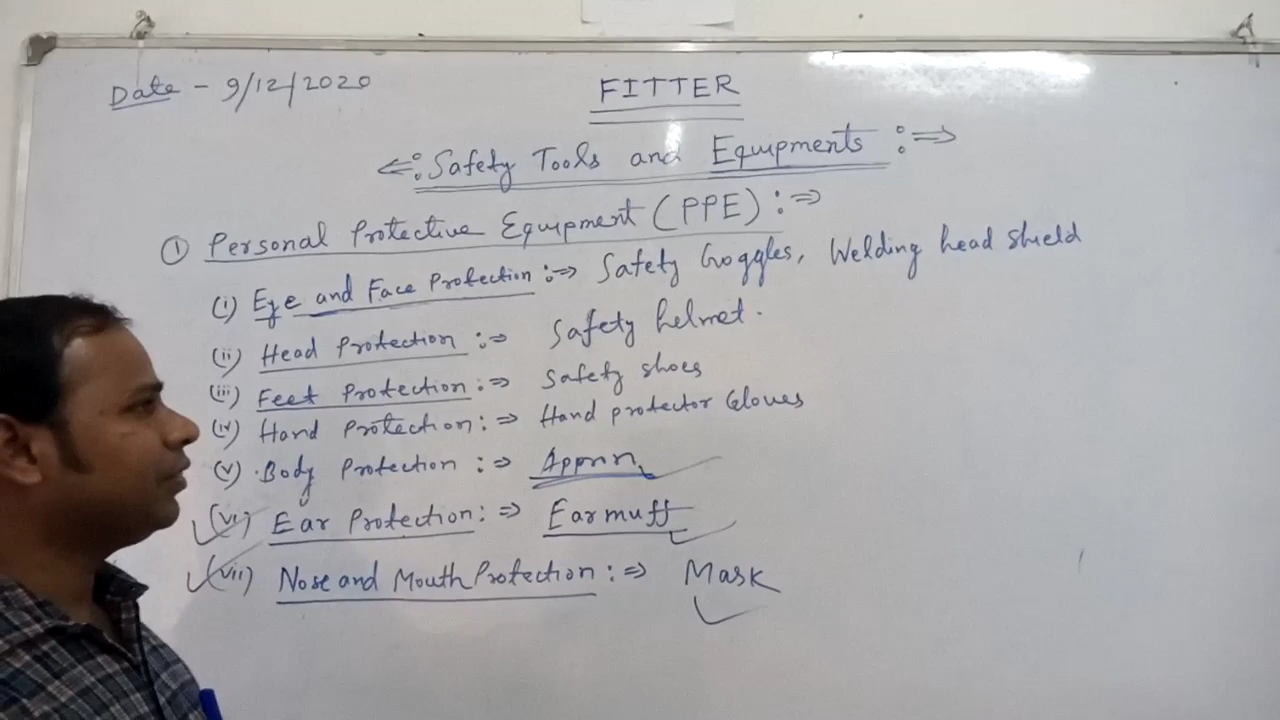 Date - 9/12/2020
FITTER
⇐: Safety Tools and Equipments :⇒
① Personal Protective Equipment (PPE) :⇒
(i) Eye and Face Protection :⇒ Safety Goggles, Welding head shield
(ii) Head Protection :⇒ Safety helmet.
(iii) Feet Protection :⇒ Safety shoes
(iv) Hand Protection :⇒ Hand protector Gloves
(v) Body Protection :⇒ Appron
(vi) Ear Protection :⇒ Earmuff
(vii) Nose and Mouth Protection :⇒ Mask